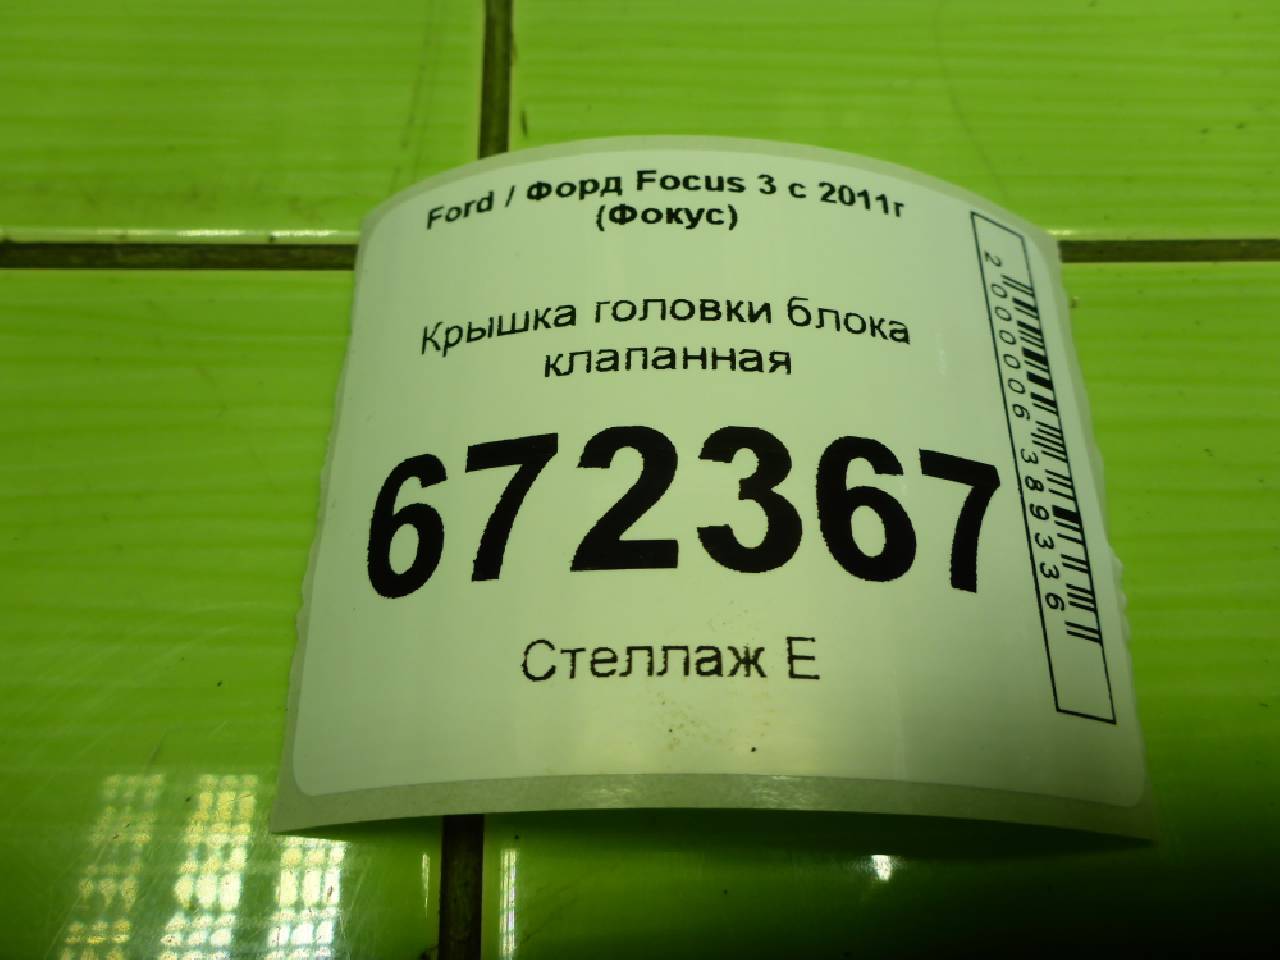 Ford / Форд Focus 3 с 2011г
(Фокус)
Крышка головки блока
клапанная
672367
Стеллаж Е
2000006389336